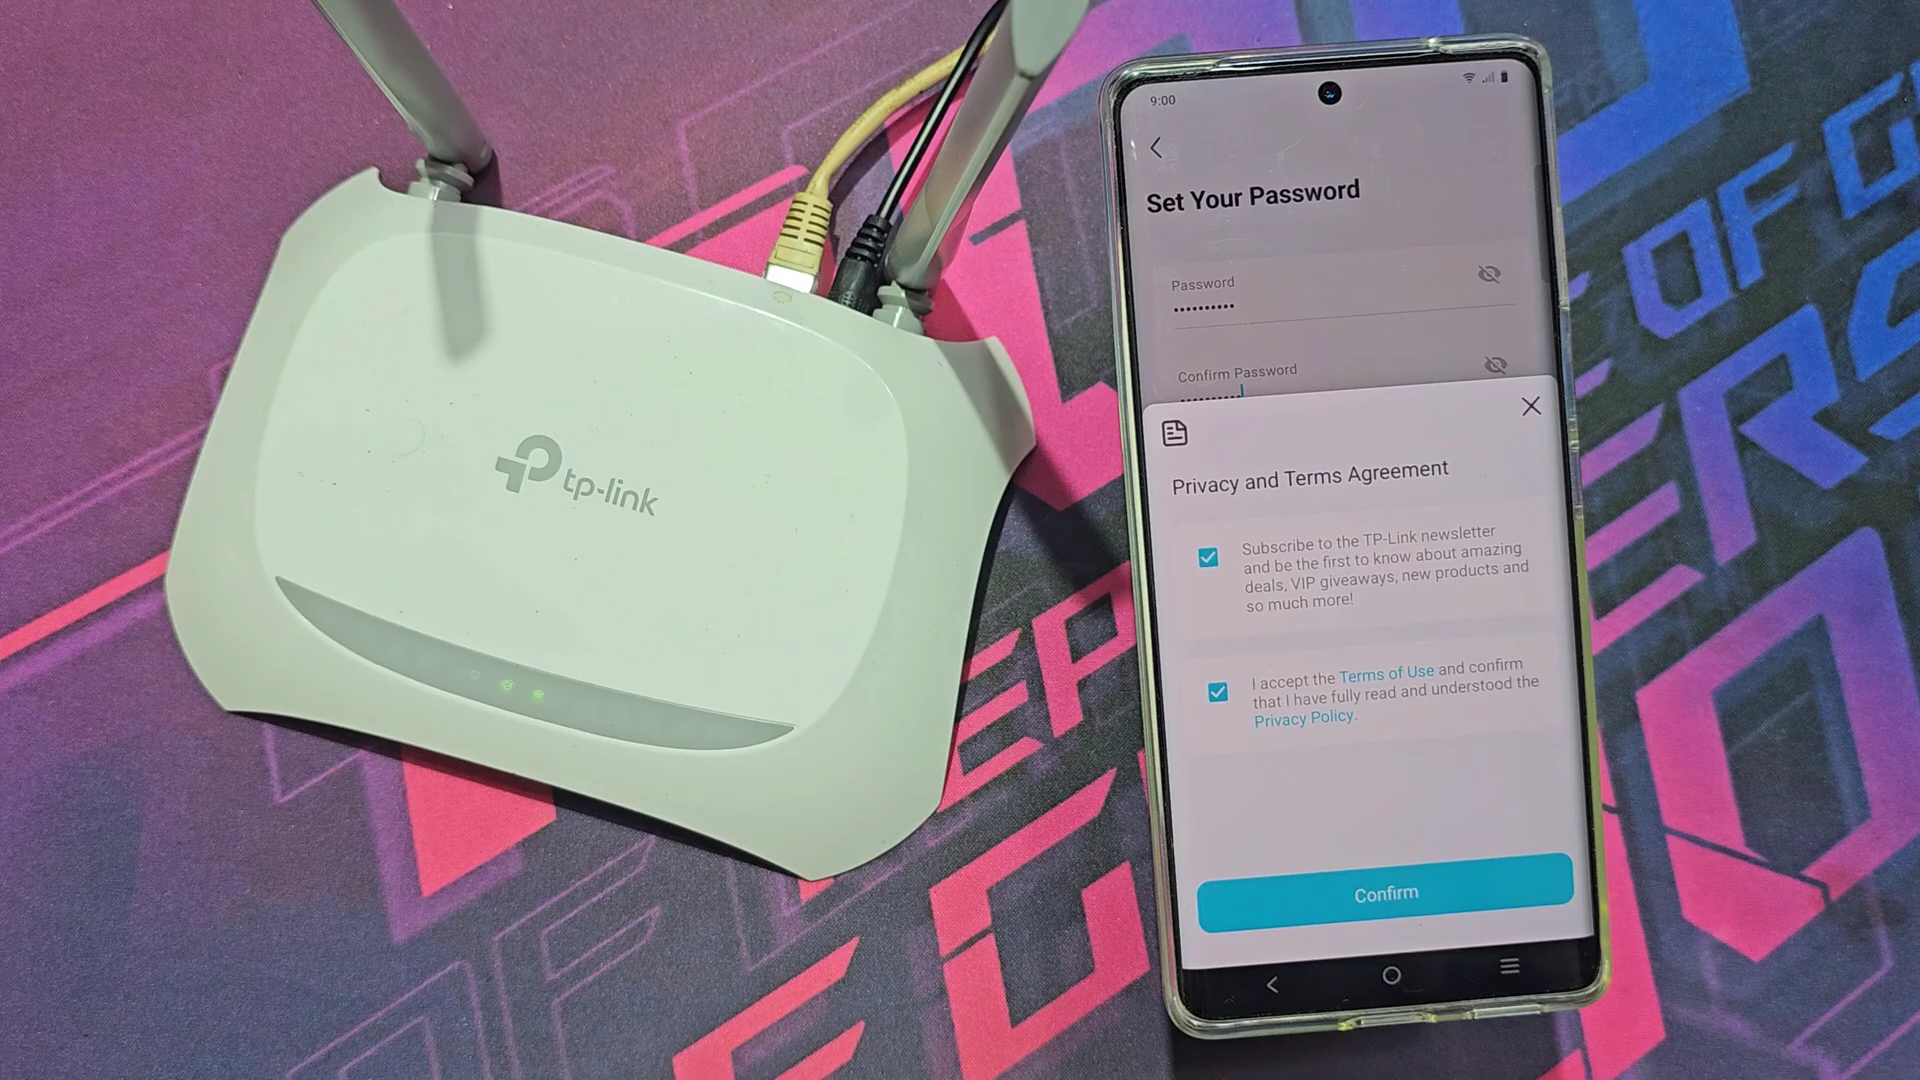 tp-link
9:00
Set Your Password
Password
••••••••••
Confirm Password
Privacy and Terms Agreement
Subscribe to the TP-Link newsletter
and be the first to know about amazing
deals, VIP giveaways, new products and
so much more!
I accept the Terms of Use and confirm
that I have fully read and understood the
Privacy Policy.
Confirm
OF